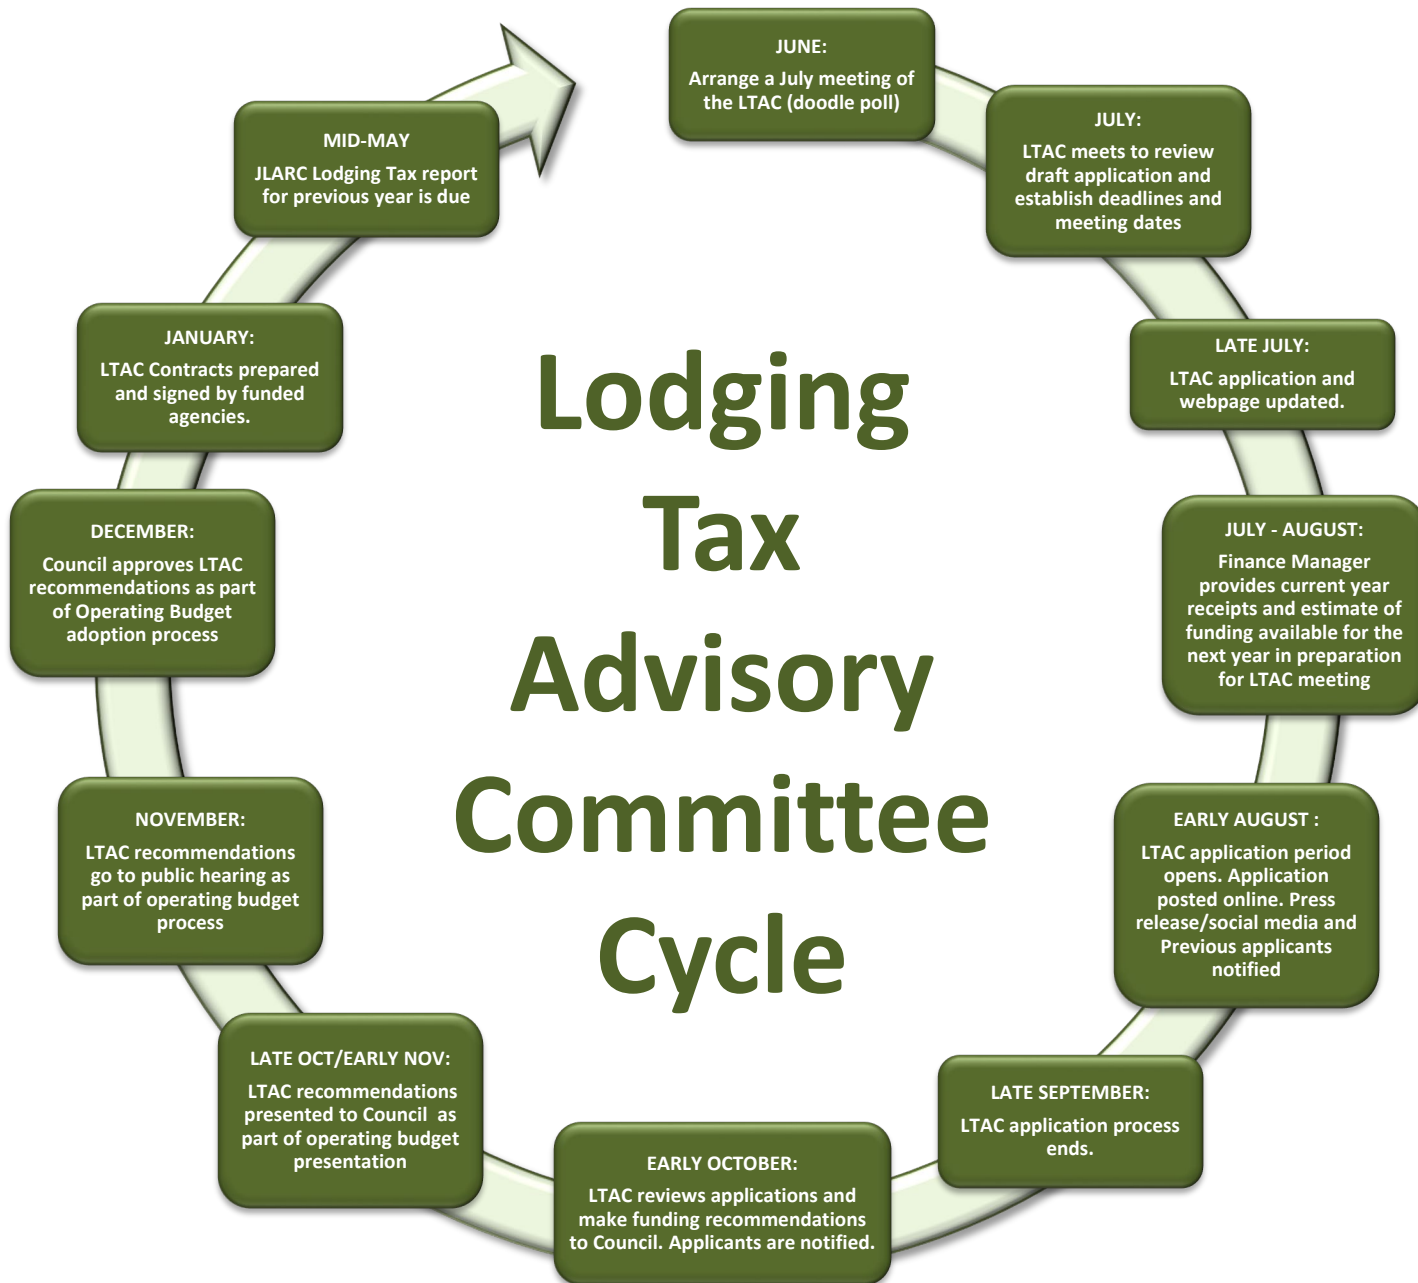 JUNE:
Arrange a July meeting of
the LTAC (doodle poll)
JULY:
LTAC meets to review
draft application and
establish deadlines and
meeting dates
LATE JULY:
LTAC application and
webpage updated.
JULY - AUGUST:
Finance Manager
provides current year
receipts and estimate of
funding available for the
next year in preparation
for LTAC meeting
EARLY AUGUST :
LTAC application period
opens. Application
posted online. Press
release/social media and
Previous applicants
notified
LATE SEPTEMBER:
LTAC application process
ends.
EARLY OCTOBER:
LTAC reviews applications and
make funding recommendations
to Council. Applicants are notified.
LATE OCT/EARLY NOV:
LTAC recommendations
presented to Council as
part of operating budget
presentation
NOVEMBER:
LTAC recommendations
go to public hearing as
part of operating budget
process
DECEMBER:
Council approves LTAC
recommendations as part
of Operating Budget
adoption process
JANUARY:
LTAC Contracts prepared
and signed by funded
agencies.
MID-MAY
JLARC Lodging Tax report
for previous year is due
Lodging
Tax
Advisory
Committee
Cycle